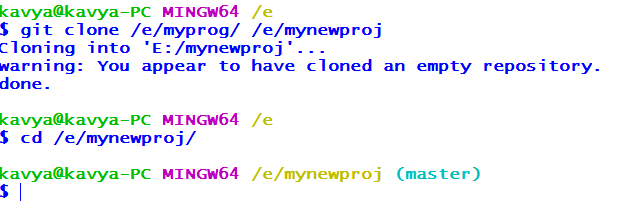 kavya@kavya-PC MINGW64 /e
$ git clone /e/myprog/ /e/mynewproj
Cloning into 'E:/mynewproj'...
warning: You appear to have cloned an empty repository.
done.
kavya@kavya-PC MINGW64 /e
$ cd /e/mynewproj/
kavya@kavya-PC MINGW64 /e/mynewproj (master)
$